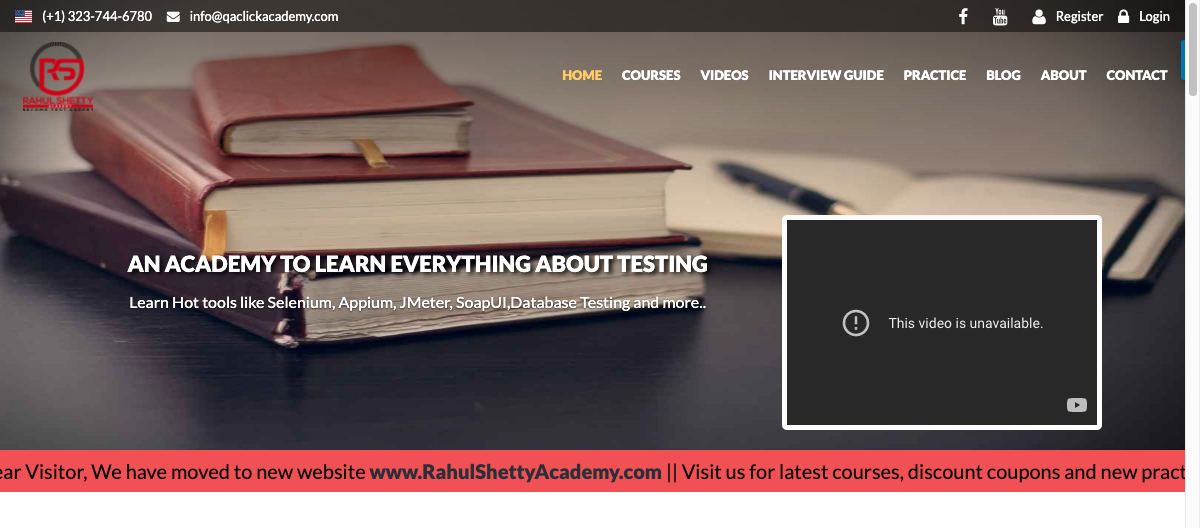 (+1) 323-744-6780 info@qaclickacademy.com You Tube Register Login
RS
RAHUL SHETTY
HOME COURSES VIDEOS INTERVIEW GUIDE PRACTICE BLOG ABOUT CONTACT
AN ACADEMY TO LEARN EVERYTHING ABOUT TESTING
Learn Hot tools like Selenium, Appium, JMeter, SoapUI,Database Testing and more..
This video is unavailable.
ear Visitor, We have moved to new website www.RahulShettyAcademy.com || Visit us for latest courses, discount coupons and new pract